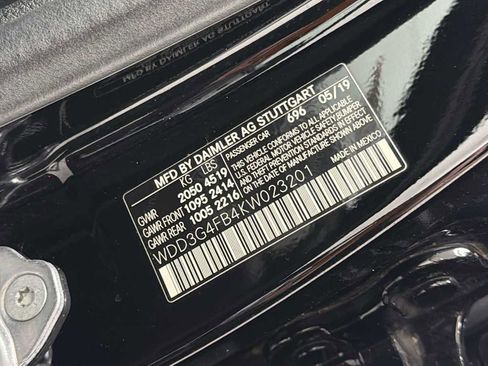 MFD BY DAIMLER AG STUTTGART
PASSENGER CAR 696 05/19
KG LBS
GVWR 2050 4519
GAWR FRONT 1095 2414
GAWR REAR 1005 2216
THIS VEHICLE CONFORMS TO ALL APPLICABLE
U.S. FEDERAL MOTOR VEHICLE SAFETY, BUMPER,
AND THEFT PREVENTION STANDARDS IN EFFECT
ON THE DATE OF MANUFACTURE SHOWN ABOVE.
MADE IN MEXICO
WDD3G4FB4KW023201